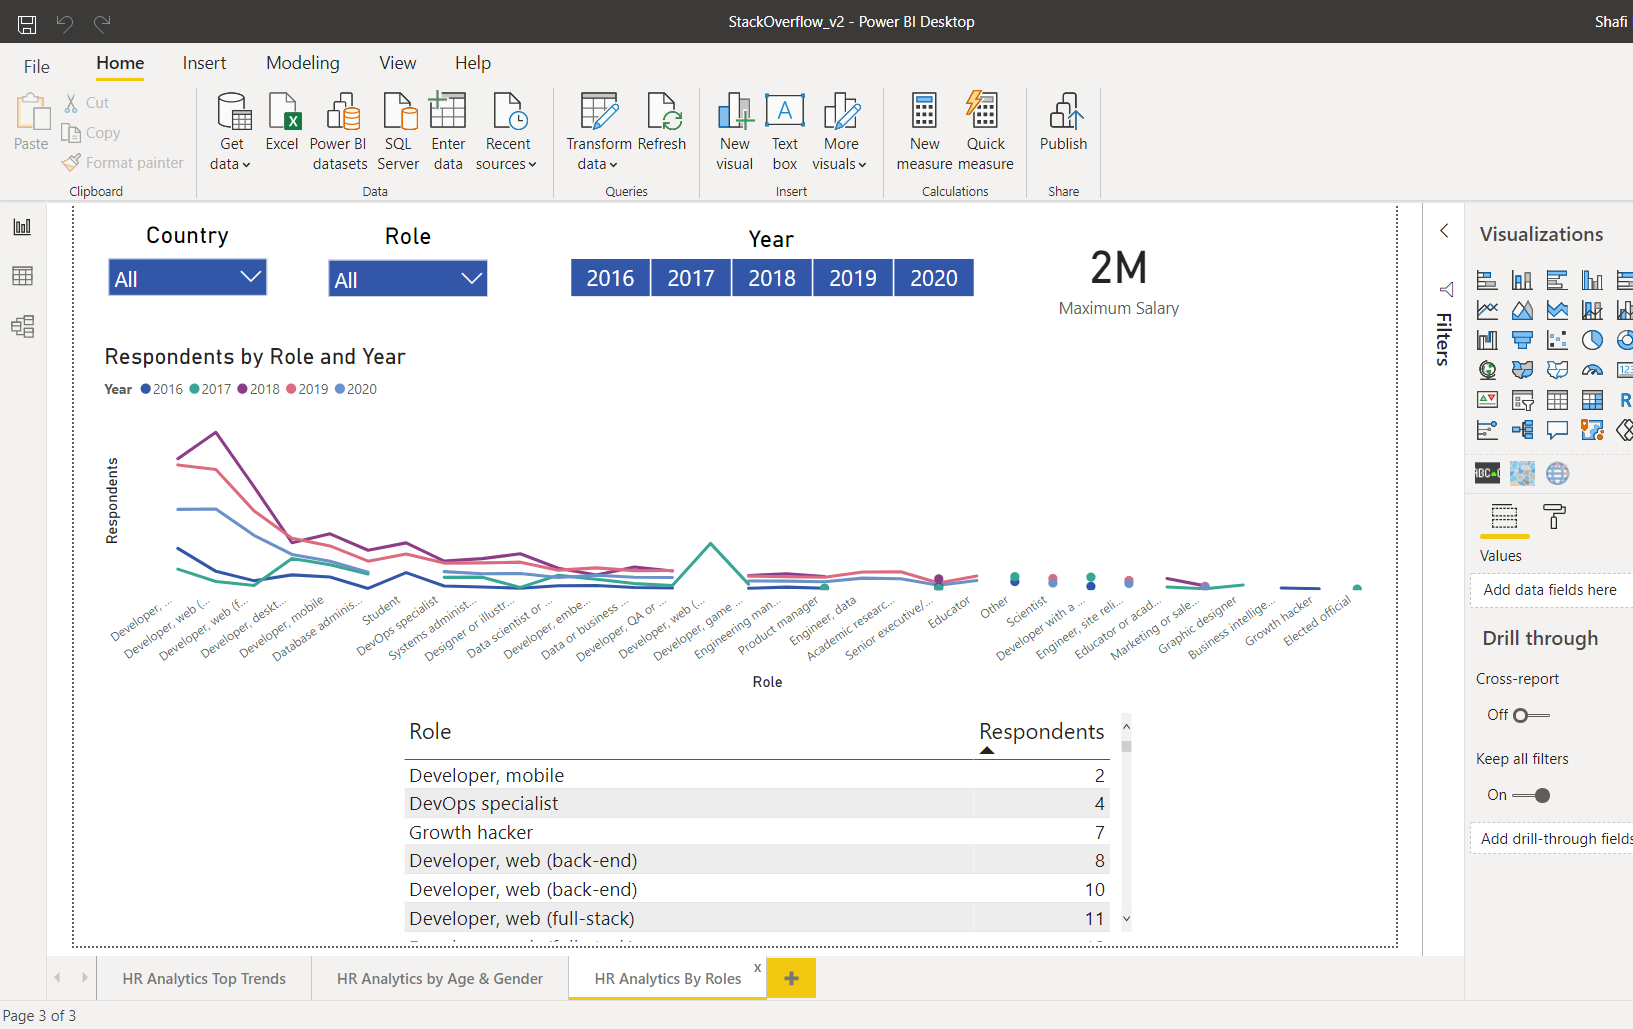 StackOverflow_v2 - Power BI Desktop
Shafi
File
Home
Insert
Modeling
View
Help
Paste
Cut
Copy
Format painter
Clipboard
Get data
Excel
Power BI datasets
SQL Server
Enter data
Recent sources
Data
Transform data
Refresh
Queries
New visual
Text box
More visuals
Insert
New measure
Quick measure
Calculations
Publish
Share
Country
All
Role
All
Year
2016 2017 2018 2019 2020
2M
Maximum Salary
Respondents by Role and Year
Year 2016 2017 2018 2019 2020
Respondents
Developer, ...
Developer, web (...
Developer, web (f...
Developer, deskt...
Developer, mobile
Database adminis...
Student
DevOps specialist
Systems administ...
Designer or illustr...
Data scientist or ...
Developer, embe...
Data or business ...
Developer, QA or ...
Developer, web (...
Developer, game ...
Engineering man...
Product manager
Engineer, data
Academic researc...
Senior executive/...
Educator
Other
Scientist
Developer with a ...
Engineer, site reli...
Educator or acad...
Marketing or sale...
Graphic designer
Business intellige...
Growth hacker
Elected official
Role
Role Respondents
Developer, mobile 2
DevOps specialist 4
Growth hacker 7
Developer, web (back-end) 8
Developer, web (back-end) 10
Developer, web (full-stack) 11
Filters
Visualizations
123
R
ABC
Values
Add data fields here
Drill through
Cross-report
Off
Keep all filters
On
Add drill-through fields
HR Analytics Top Trends
HR Analytics by Age & Gender
HR Analytics By Roles
x
+
Page 3 of 3